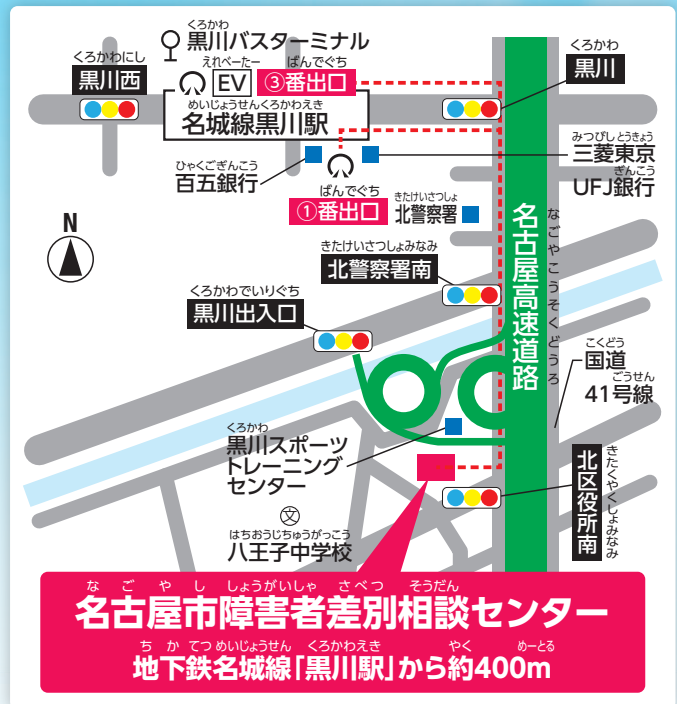 くろかわ
黒川バスターミナル
くろかわにし
黒川西
えれべーたー
EV
ばんでぐち
③番出口
くろかわ
黒川
めいじょうせんくろかわえき
名城線黒川駅
ひゃくごぎんこう
百五銀行
みつびしとうきょう
三菱東京
ぎんこう
UFJ銀行
ばんでぐち
①番出口
きたけいさつしょ
北警察署
N
きたけいさつしょみなみ
北警察署南
くろかわでいりぐち
黒川出入口
名古屋高速道路
なごやこうそくどうろ
こくどう
国道
ごうせん
41号線
くろかわ
黒川スポーツ
トレーニング
センター
北区役所南
きたくやくしょみなみ
文
はちおうじちゅうがっこう
八王子中学校
なごやししょうがいしゃさべつそうだん
名古屋市障害者差別相談センター
ちかてつめいじょうせん くろかわえき やく めーとる
地下鉄名城線「黒川駅」から約400m